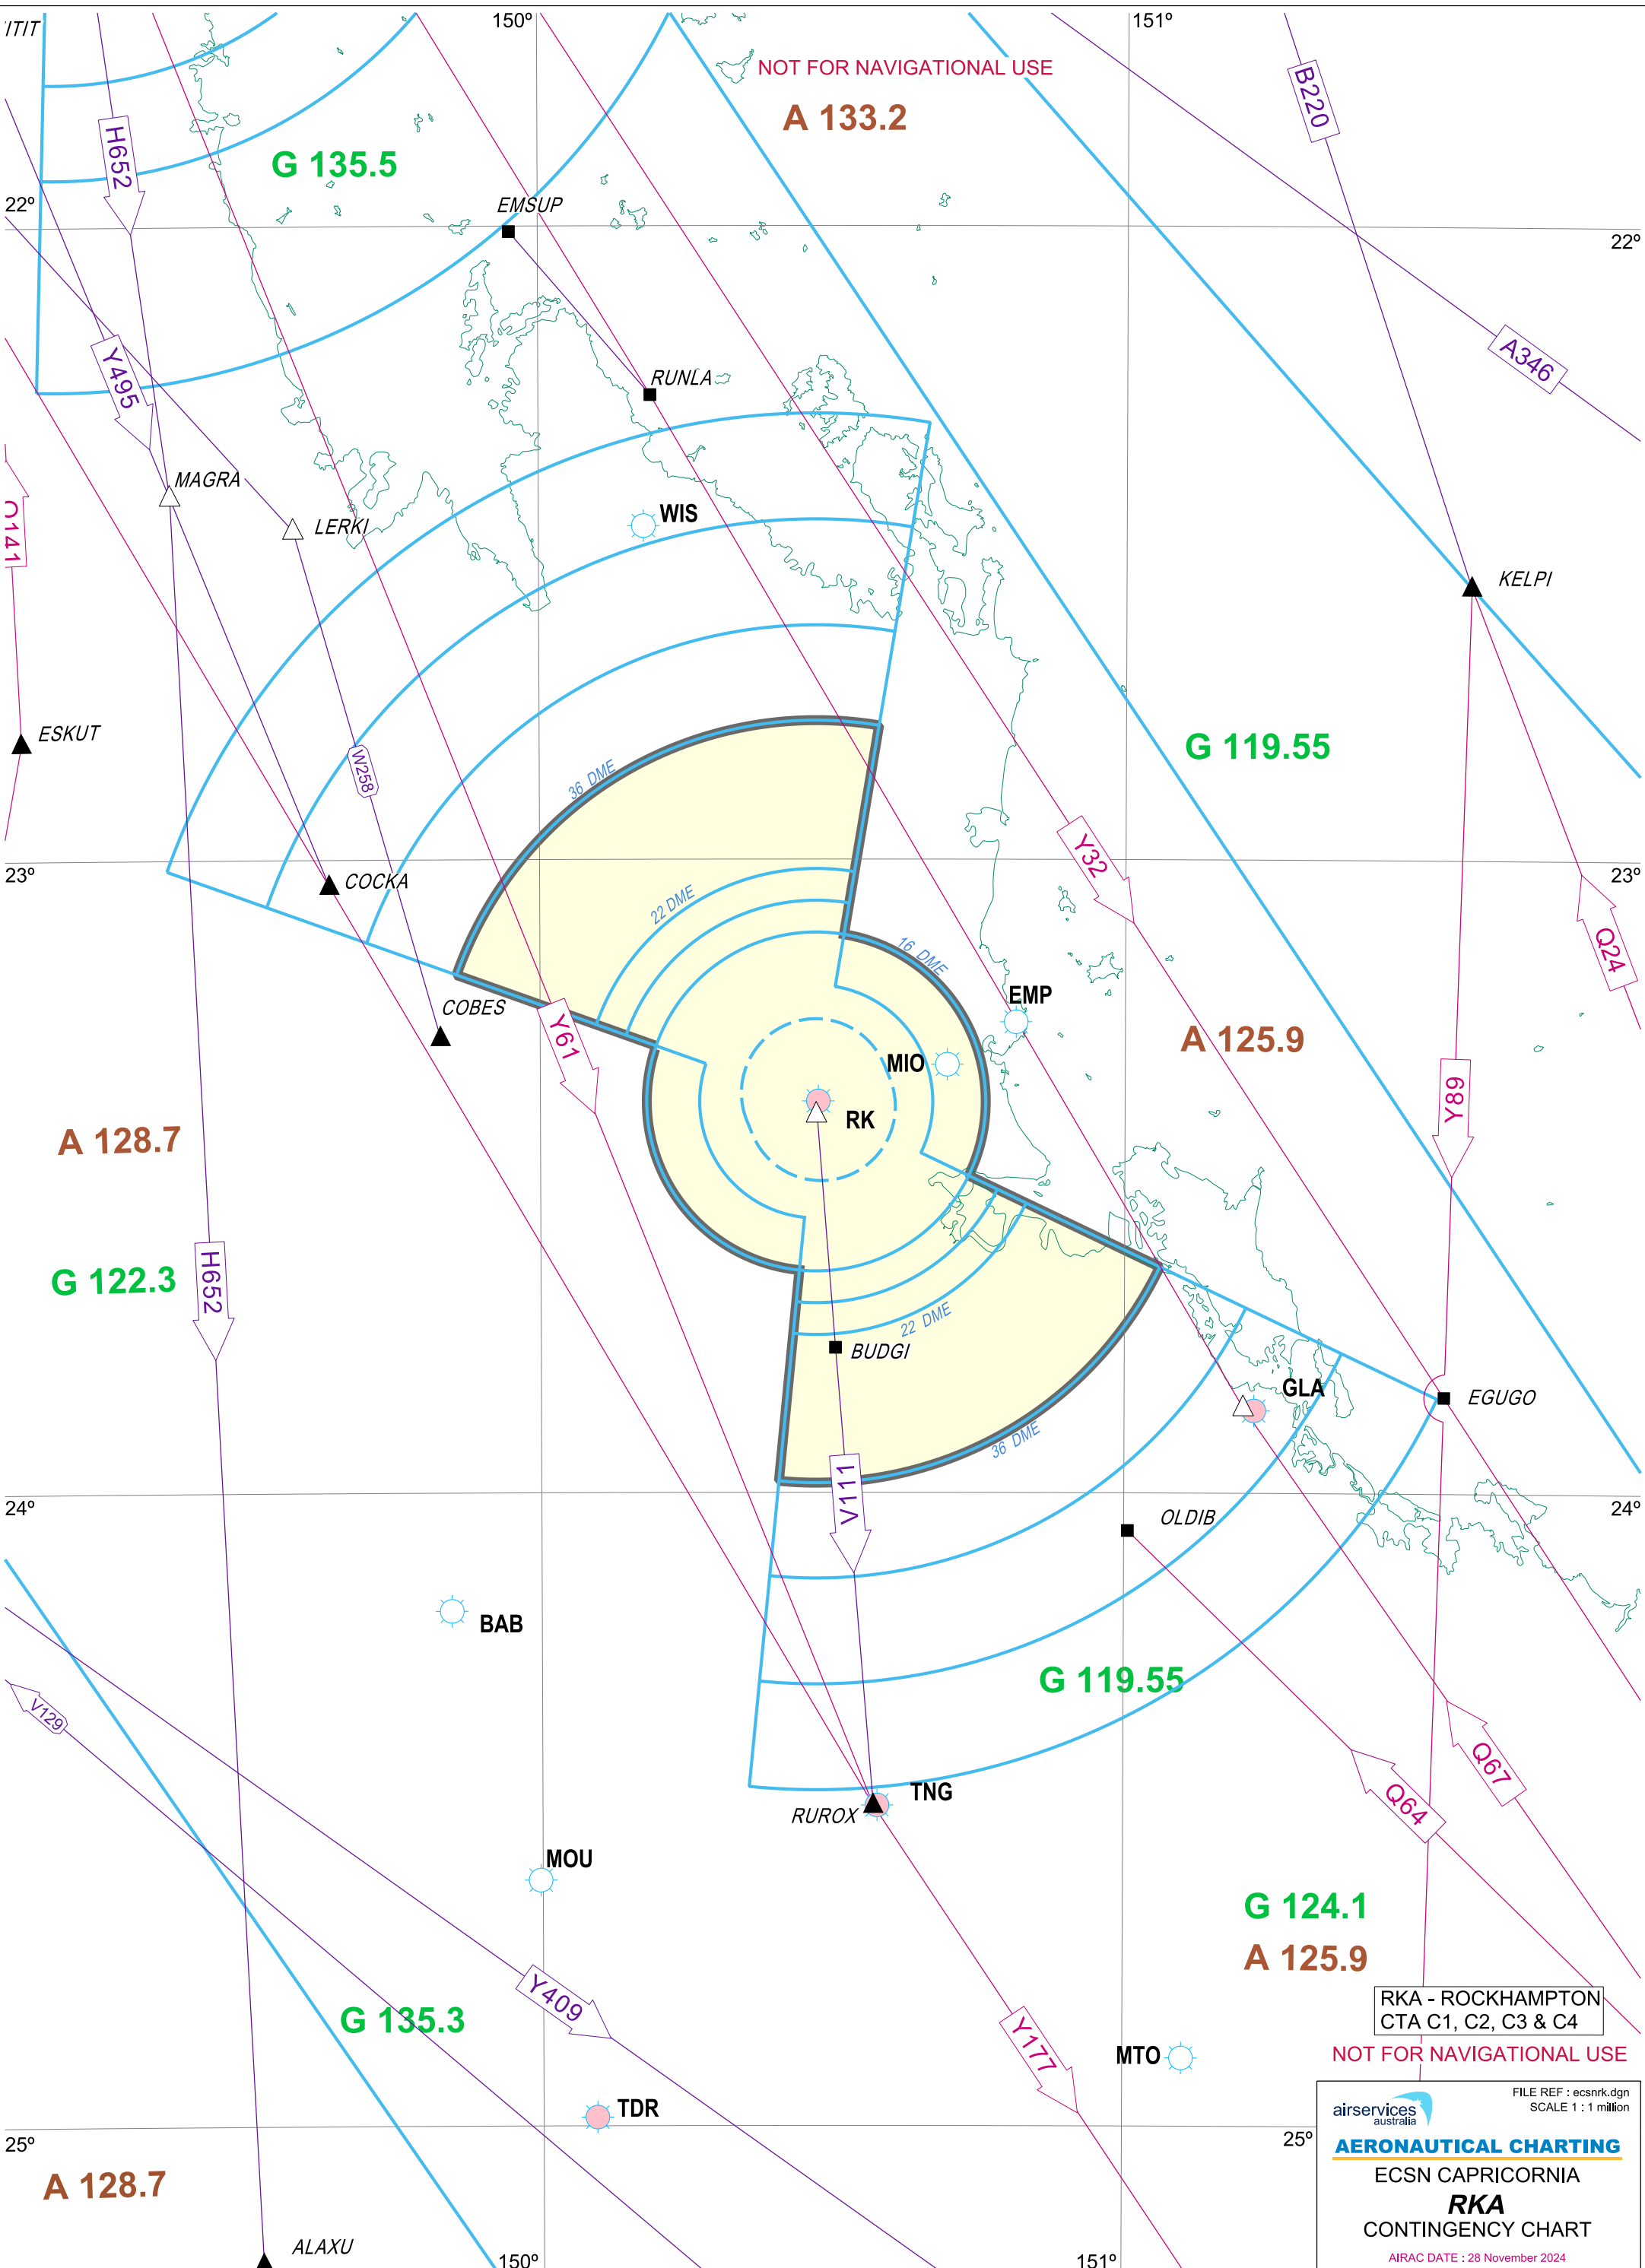 150º
151º
ITIT
NOT FOR NAVIGATIONAL USE
B220
A 133.2
H652
G 135.5
22º
EMSUP
22º
A346
Y495
RUNLA
MAGRA
WIS
LERKI
Q141
KELPI
ESKUT
G 119.55
W258
36 DME
Y32
23º
COCKA
23º
22 DME
16 DME
Q24
COBES
EMP
Y61
A 125.9
MIO
Y89
RK
A 128.7
G 122.3
H652
22 DME
BUDGI
GLA
EGUGO
36 DME
V111
24º
OLDIB
24º
BAB
G 119.55
V129
Q67
TNG
RUROX
Q64
MOU
G 124.1
A 125.9
Y409
G 135.3
RKA - ROCKHAMPTON
CTA C1, C2, C3 & C4
Y177
MTO
NOT FOR NAVIGATIONAL USE
TDR
25º
25º
A 128.7
ALAXU
150º
151º
FILE REF : ecsnrk.dgn
SCALE 1 : 1 million
airservices
australia
AERONAUTICAL CHARTING
ECSN CAPRICORNIA
RKA
CONTINGENCY CHART
AIRAC DATE : 28 November 2024